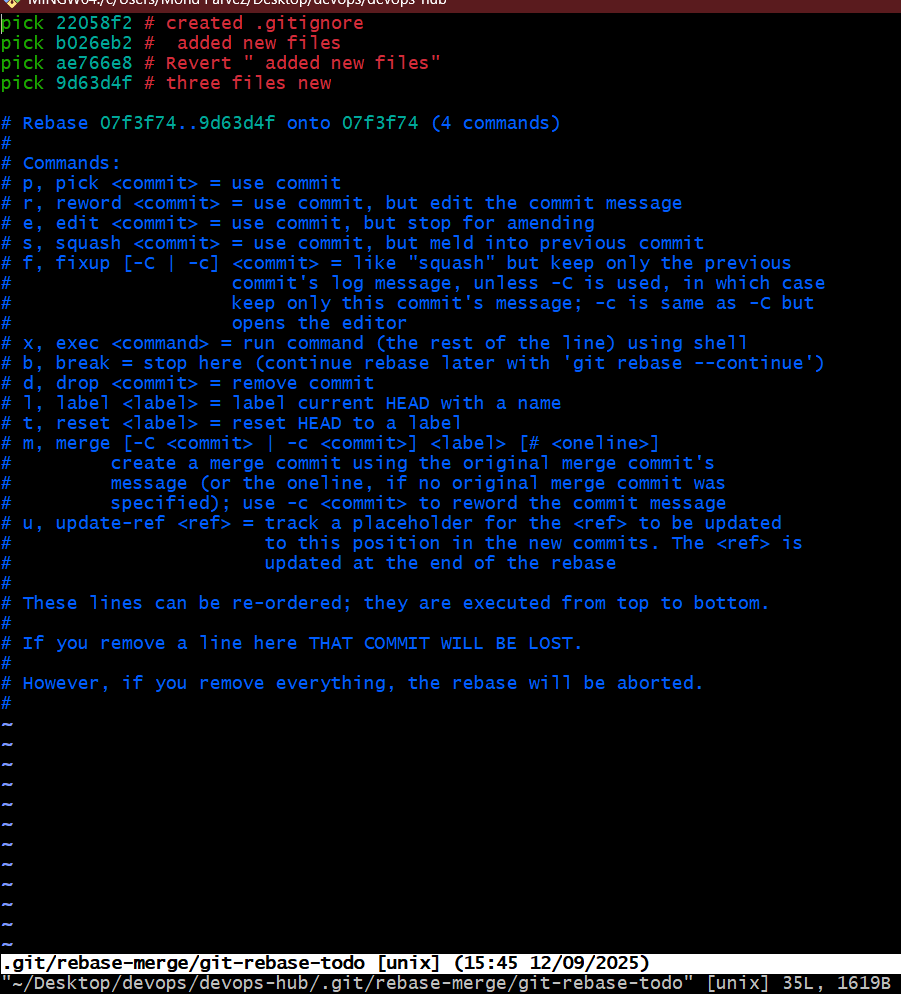 MINGW64:/c/Users/Mohd Parvez/Desktop/devops/devops-hub
pick 22058f2 # created .gitignore
pick b026eb2 #  added new files
pick ae766e8 # Revert " added new files"
pick 9d63d4f # three files new
# Rebase 07f3f74..9d63d4f onto 07f3f74 (4 commands)
#
# Commands:
# p, pick <commit> = use commit
# r, reword <commit> = use commit, but edit the commit message
# e, edit <commit> = use commit, but stop for amending
# s, squash <commit> = use commit, but meld into previous commit
# f, fixup [-C | -c] <commit> = like "squash" but keep only the previous
#                    commit's log message, unless -C is used, in which case
#                    keep only this commit's message; -c is same as -C but
#                    opens the editor
# x, exec <command> = run command (the rest of the line) using shell
# b, break = stop here (continue rebase later with 'git rebase --continue')
# d, drop <commit> = remove commit
# l, label <label> = label current HEAD with a name
# t, reset <label> = reset HEAD to a label
# m, merge [-C <commit> | -c <commit>] <label> [# <oneline>]
#         create a merge commit using the original merge commit's
#         message (or the oneline, if no original merge commit was
#         specified); use -c <commit> to reword the commit message
# u, update-ref <ref> = track a placeholder for the <ref> to be updated
#                       to this position in the new commits. The <ref> is
#                       updated at the end of the rebase
#
# These lines can be re-ordered; they are executed from top to bottom.
#
# If you remove a line here THAT COMMIT WILL BE LOST.
#
# However, if you remove everything, the rebase will be aborted.
#
~
~
~
~
~
~
~
~
~
~
~
~
.git/rebase-merge/git-rebase-todo [unix] (15:45 12/09/2025)
"~/Desktop/devops/devops-hub/.git/rebase-merge/git-rebase-todo" [unix] 35L, 1619B